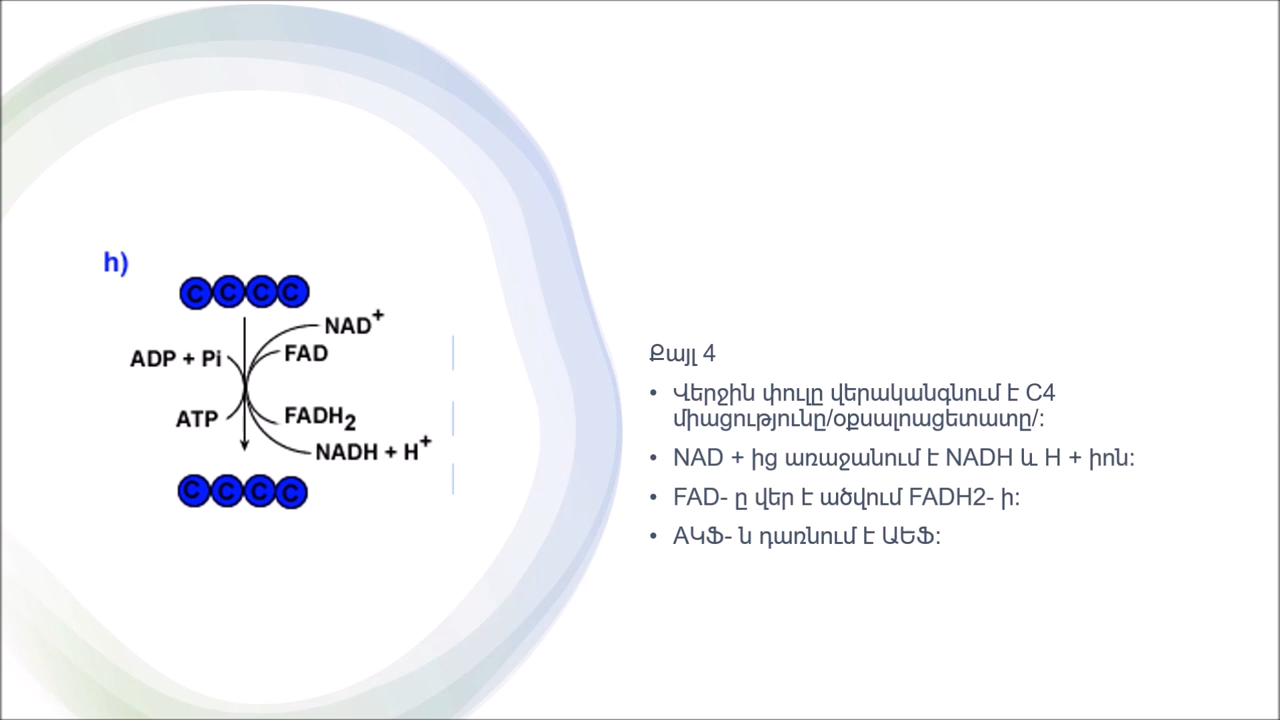 h)
C C C C
NAD+
ADP + Pi
FAD
ATP
FADH2
NADH + H+
C C C C
Քայլ 4
• Վերջին փուլը վերականգնում է C4
միացությունը/օքսալոացետատը/:
• NAD + ից առաջանում է NADH և H + իոն:
• FAD- ը վեր է ածվում FADH2- ի:
• ԱԿՖ- ն դառնում է ԱԵՖ: